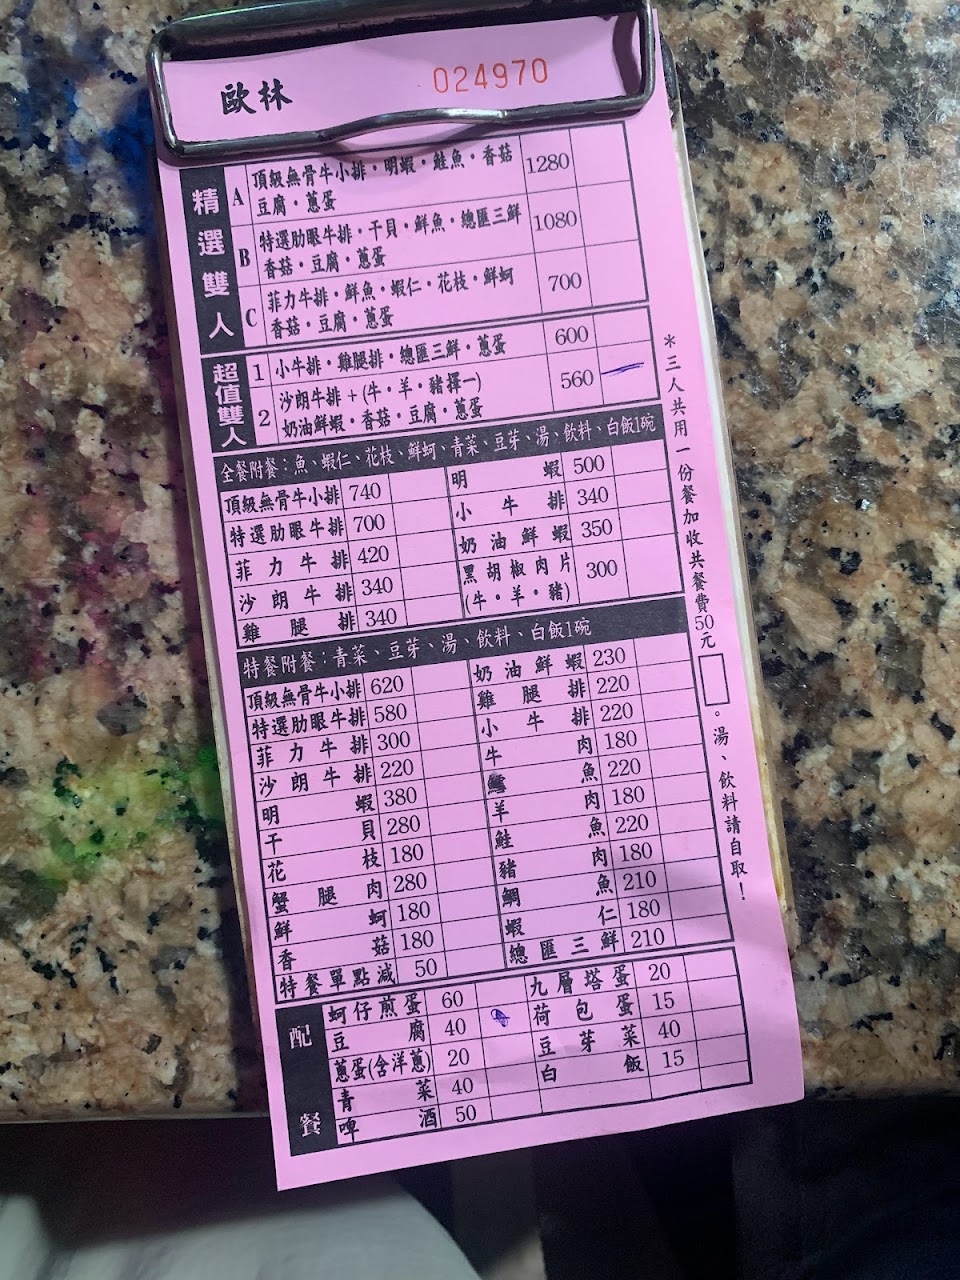 歐林
024970
精選雙人
A 頂級無骨牛小排・明蝦・鮭魚・香菇 1280
豆腐・蔥蛋
B 特選肋眼牛排・干貝・鮮魚・總匯三鮮 1080
香菇・豆腐・蔥蛋
C 菲力牛排・鮮魚・蝦仁・花枝・鮮蚵 700
香菇・豆腐・蔥蛋
超值雙人
1 小牛排・雞腿排・總匯三鮮・蔥蛋 600
2 沙朗牛排+(牛・羊・豬擇一) 560
奶油鮮蝦・香菇・豆腐・蔥蛋
全餐附餐:魚、蝦仁、花枝、鮮蚵、青菜、豆芽、湯、飲料、白飯1碗
頂級無骨牛小排 740 明蝦 500
特選肋眼牛排 700 小牛排 340
菲力牛排 420 奶油鮮蝦 350
沙朗牛排 340 黑胡椒肉片 300
雞腿排 340 (牛・羊・豬)
特餐附餐:青菜、豆芽、湯、飲料、白飯1碗
頂級無骨牛小排 620 奶油鮮蝦 230
特選肋眼牛排 580 雞腿排 220
菲力牛排 300 小牛排 220
沙朗牛排 220 牛肉 180
明蝦 380 魚 220
干貝 280 羊肉 180
花枝 180 鮭魚 220
蟹腿肉 280 豬肉 180
鮮蚵 180 鯛魚 210
香菇 180 蝦仁 180
特餐單點減 50 總匯三鮮 210
配餐
蚵仔煎蛋 60 九層塔蛋 20
豆腐 40 荷包蛋 15
蔥蛋(含洋蔥) 20 豆芽菜 40
青菜 40 白飯 15
啤酒 50
*三人共用一份餐加收共餐費50元 。湯、飲料請自取!